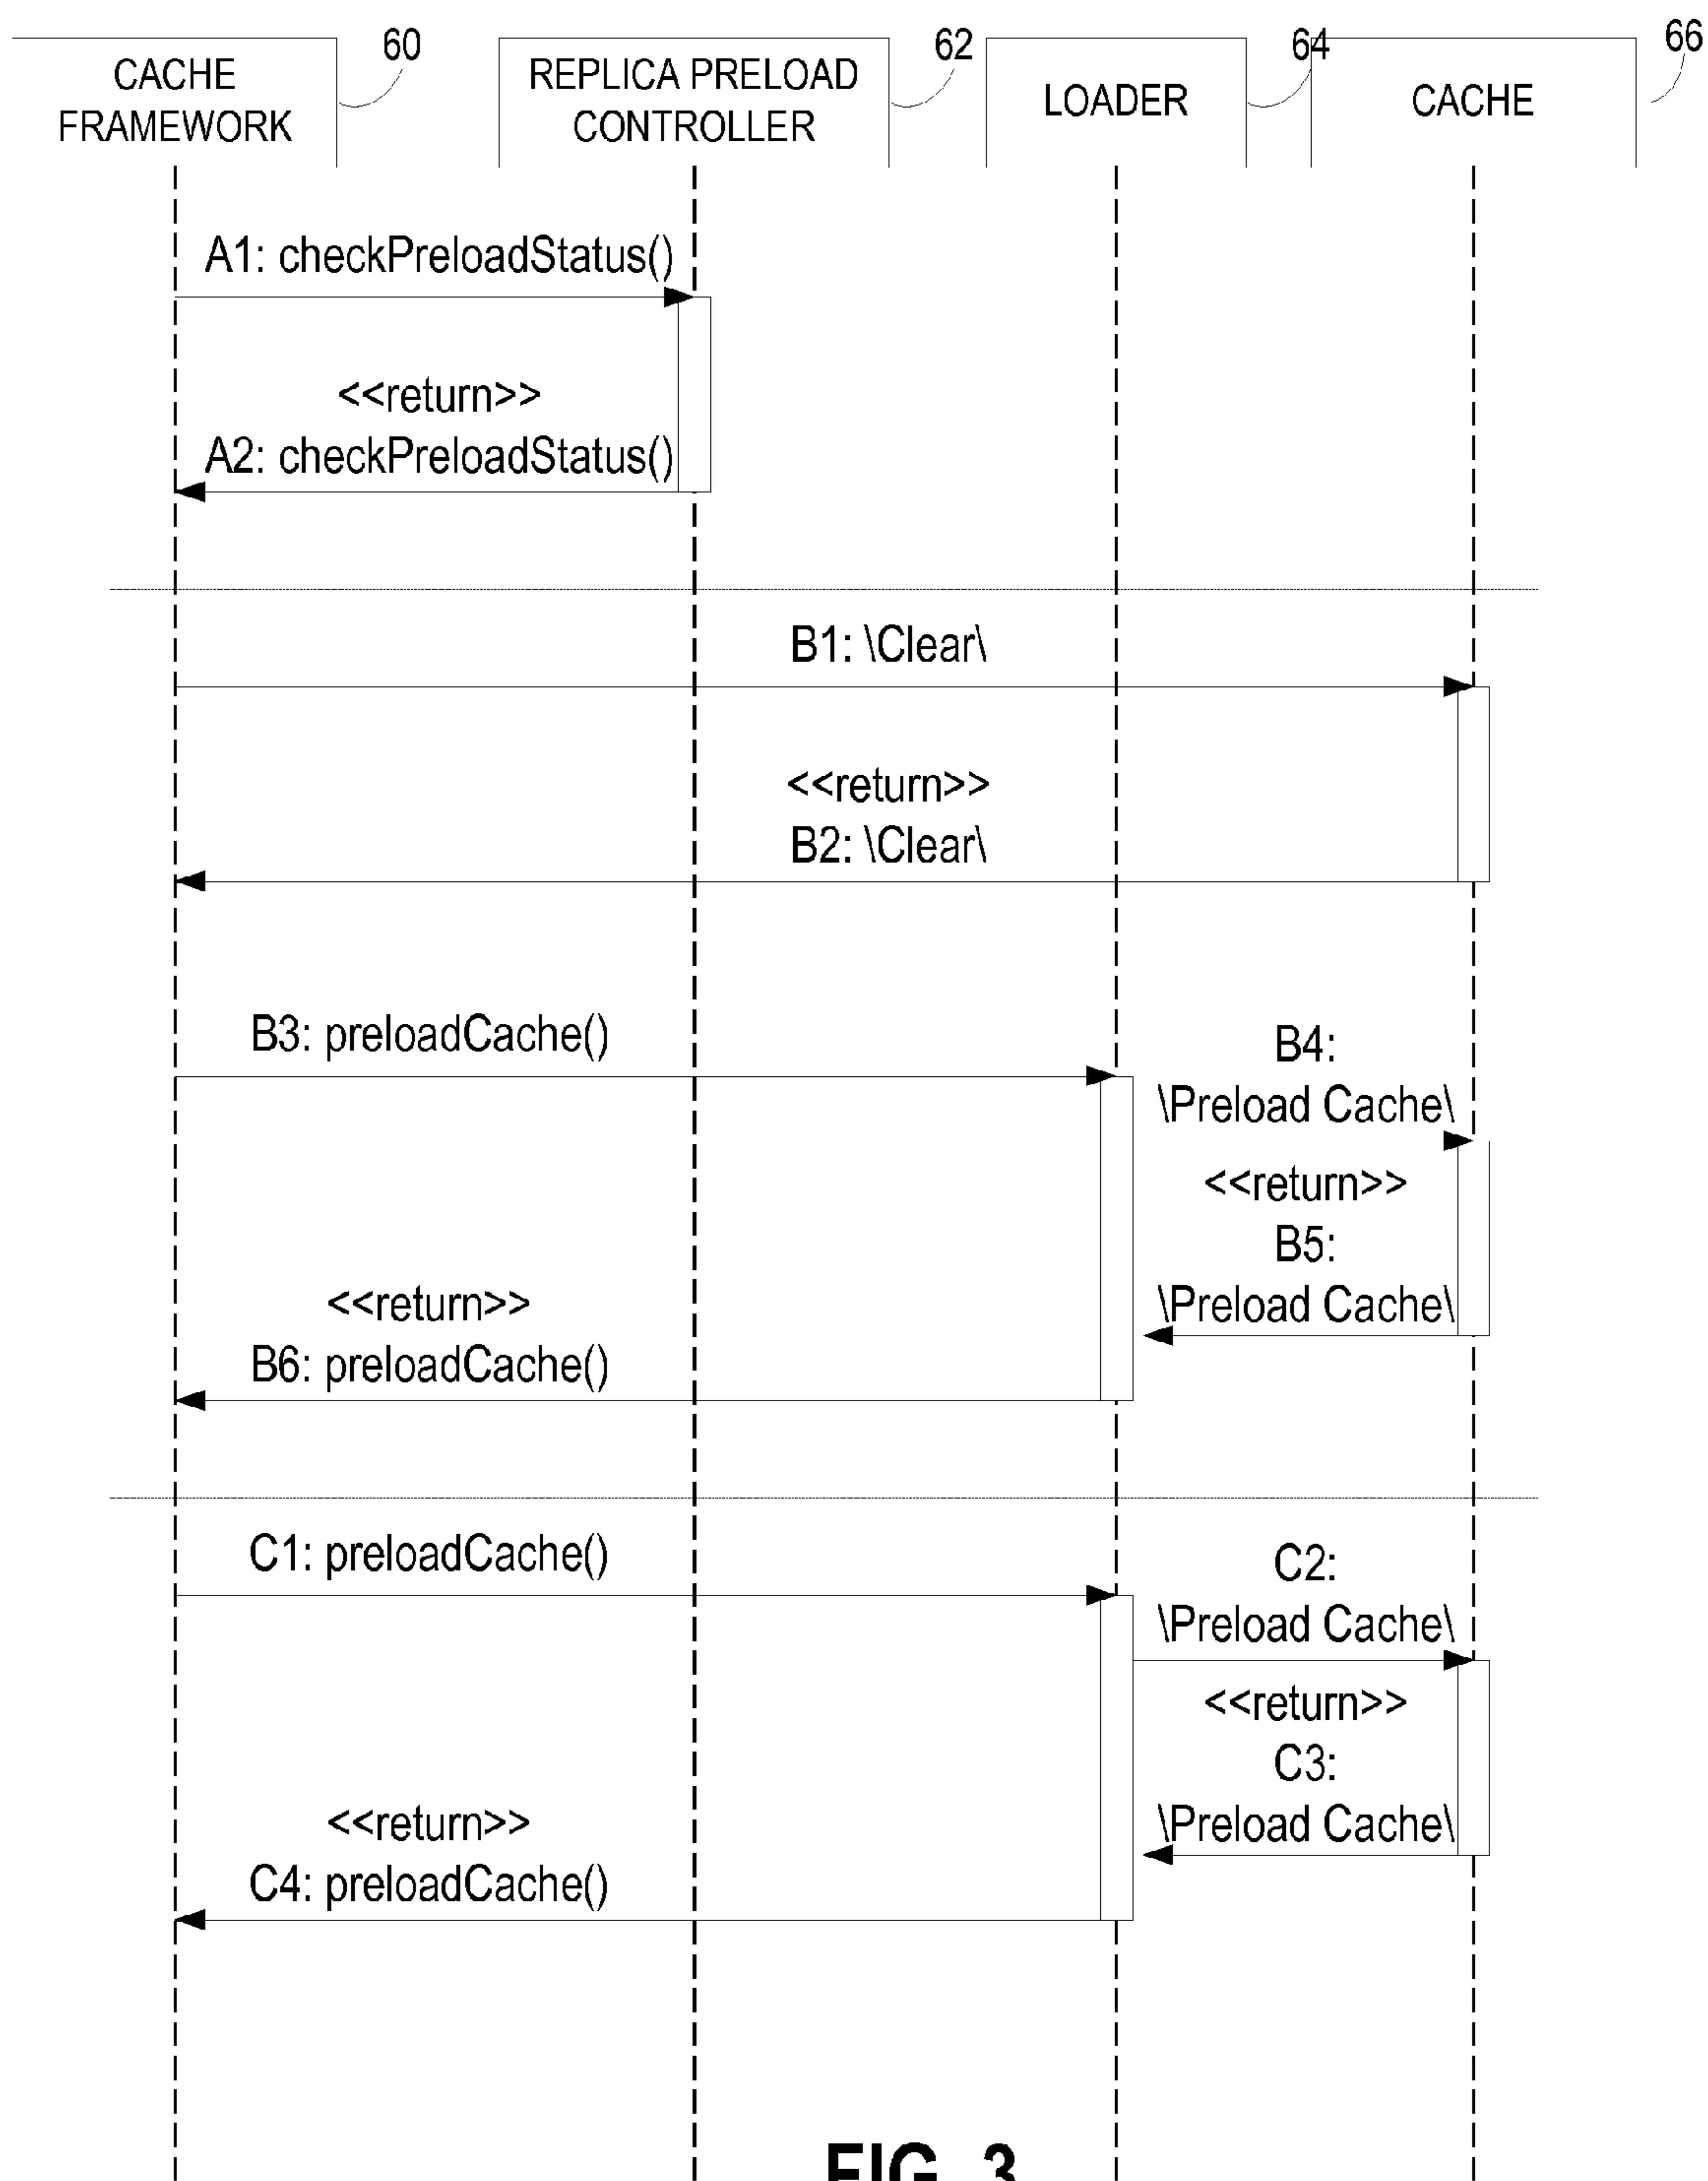 60
62
64
66
CACHE
FRAMEWORK
REPLICA PRELOAD
CONTROLLER
LOADER
CACHE
A1: checkPreloadStatus()
<<return>>
A2: checkPreloadStatus()
B1: \Clear\
<<return>>
B2: \Clear\
B3: preloadCache()
B4:
\Preload Cache\
<<return>>
B5:
\Preload Cache\
<<return>>
B6: preloadCache()
C1: preloadCache()
C2:
\Preload Cache\
<<return>>
C3:
\Preload Cache\
<<return>>
C4: preloadCache()
FIG. 3